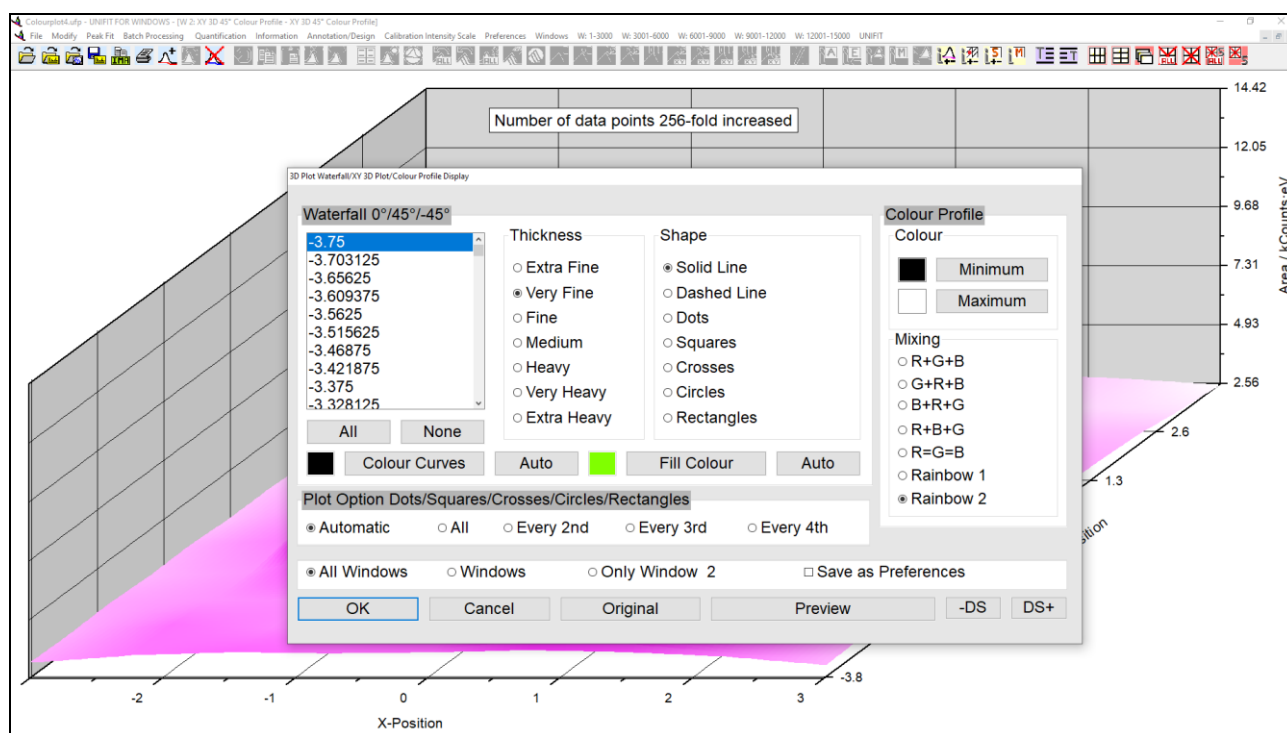 Colourplot4.ufp - UNIFIT FOR WINDOWS - [W 2: XY 3D 45° Colour Profile - XY 3D 45° Colour Profile]
File Modify Peak Fit Batch Processing Quantification Information Annotation/Design Calibration Intensity Scale Preferences Windows W: 1-3000 W: 3001-6000 W: 6001-9000 W: 9001-12000 W: 12001-15000 UNIFIT
14.42
Number of data points 256-fold increased
12.05
3D Plot Waterfall/XY 3D Plot/Colour Profile Display
Waterfall 0°/45°/-45°
-3.75
-3.703125
-3.65625
-3.609375
-3.5625
-3.515625
-3.46875
-3.421875
-3.375
-3.328125
All None
Thickness
Extra Fine
Very Fine
Fine
Medium
Heavy
Very Heavy
Extra Heavy
Shape
Solid Line
Dashed Line
Dots
Squares
Crosses
Circles
Rectangles
Colour Curves Auto Fill Colour Auto
Colour Profile
Colour
Minimum
Maximum
Mixing
R+G+B
G+R+B
B+R+G
R+B+G
R=G=B
Rainbow 1
Rainbow 2
Plot Option Dots/Squares/Crosses/Circles/Rectangles
Automatic All Every 2nd Every 3rd Every 4th
All Windows Windows Only Window 2 Save as Preferences
OK Cancel Original Preview -DS DS+
9.68
7.31
4.93
2.56
Area / kCounts·eV
2.6
1.3
-3.8
-2 -1 0 1 2 3
X-Position